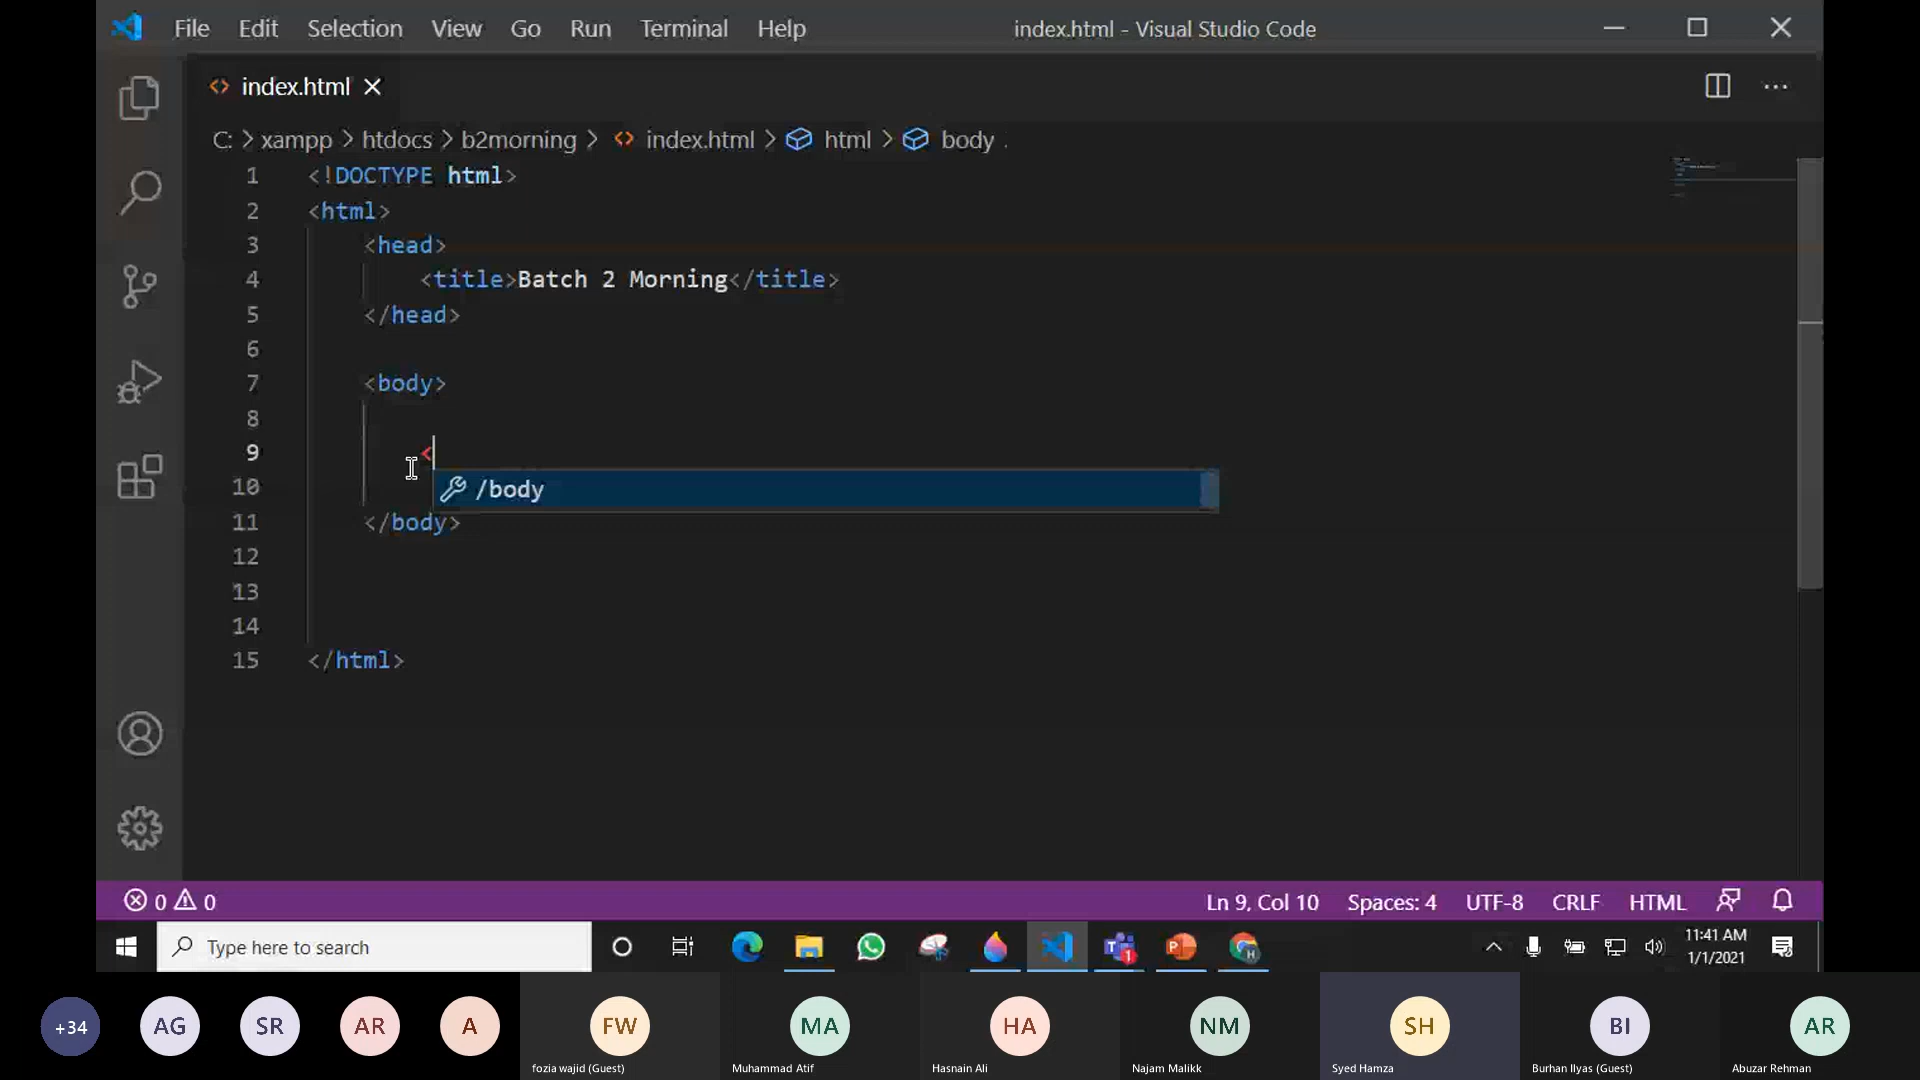 File Edit Selection View Go Run Terminal Help index.html - Visual Studio Code
index.html
C: > xampp > htdocs > b2morning > index.html > html > body
1 <!DOCTYPE html>
2 <html>
3 <head>
4 <title>Batch 2 Morning</title>
5 </head>
6
7 <body>
8
9 <
/body
10
11 </body>
12
13
14
15 </html>
0 0 Ln 9, Col 10 Spaces: 4 UTF-8 CRLF HTML
Type here to search
11:41 AM
1/1/2021
+34 AG SR AR A FW MA HA NM SH BI AR
fozia wajid (Guest) Muhammad Atif Hasnain Ali Najam Malikk Syed Hamza Burhan Ilyas (Guest) Abuzar Rehman